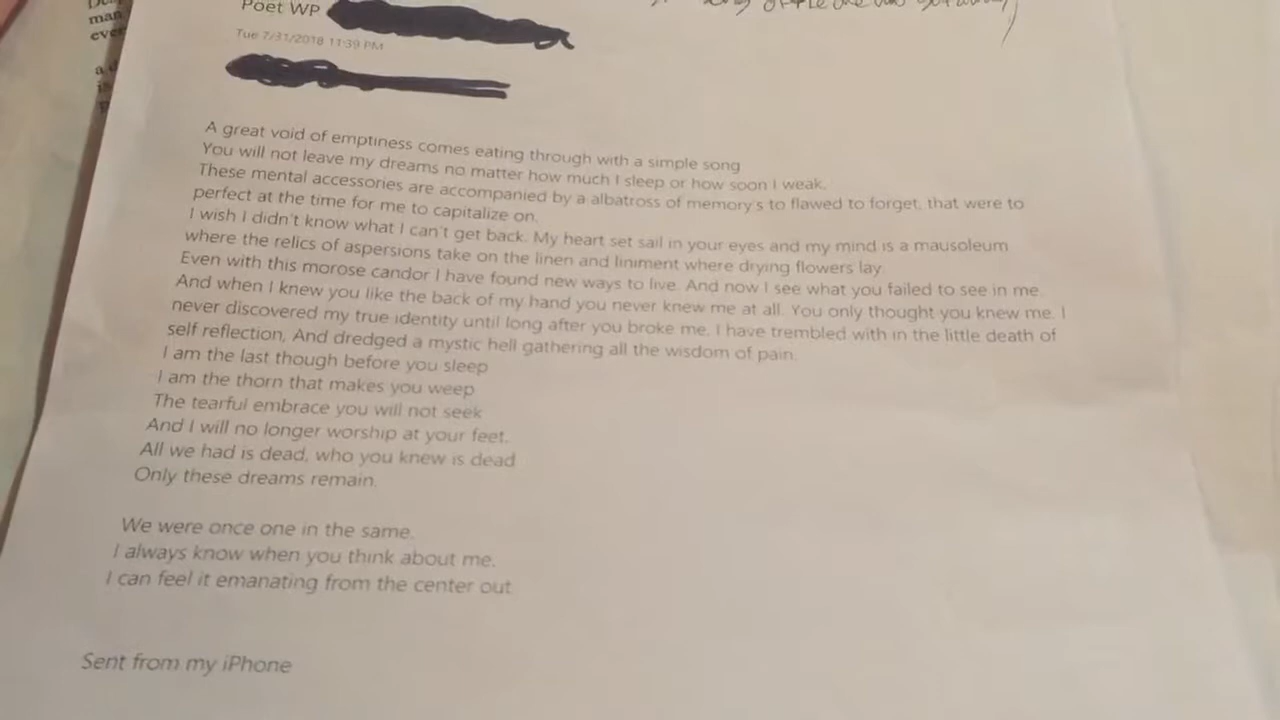 man
ever
Poet WP
Tue 7/31/2018 11:39 PM
A great void of emptiness comes eating through with a simple song
You will not leave my dreams no matter how much I sleep or how soon I weak.
These mental accessories are accompanied by a albatross of memory's to flawed to forget, that were to
perfect at the time for me to capitalize on.
I wish I didn't know what I can't get back. My heart set sail in your eyes and my mind is a mausoleum
where the relics of aspersions take on the linen and liniment where drying flowers lay.
Even with this morose candor I have found new ways to live. And now I see what you failed to see in me.
And when I knew you like the back of my hand you never knew me at all. You only thought you knew me. I
never discovered my true identity until long after you broke me. I have trembled with in the little death of
self reflection, And dredged a mystic hell gathering all the wisdom of pain.
I am the last though before you sleep
I am the thorn that makes you weep
The tearful embrace you will not seek
And I will no longer worship at your feet.
All we had is dead, who you knew is dead
Only these dreams remain.
We were once one in the same.
I always know when you think about me.
I can feel it emanating from the center out
Sent from my iPhone